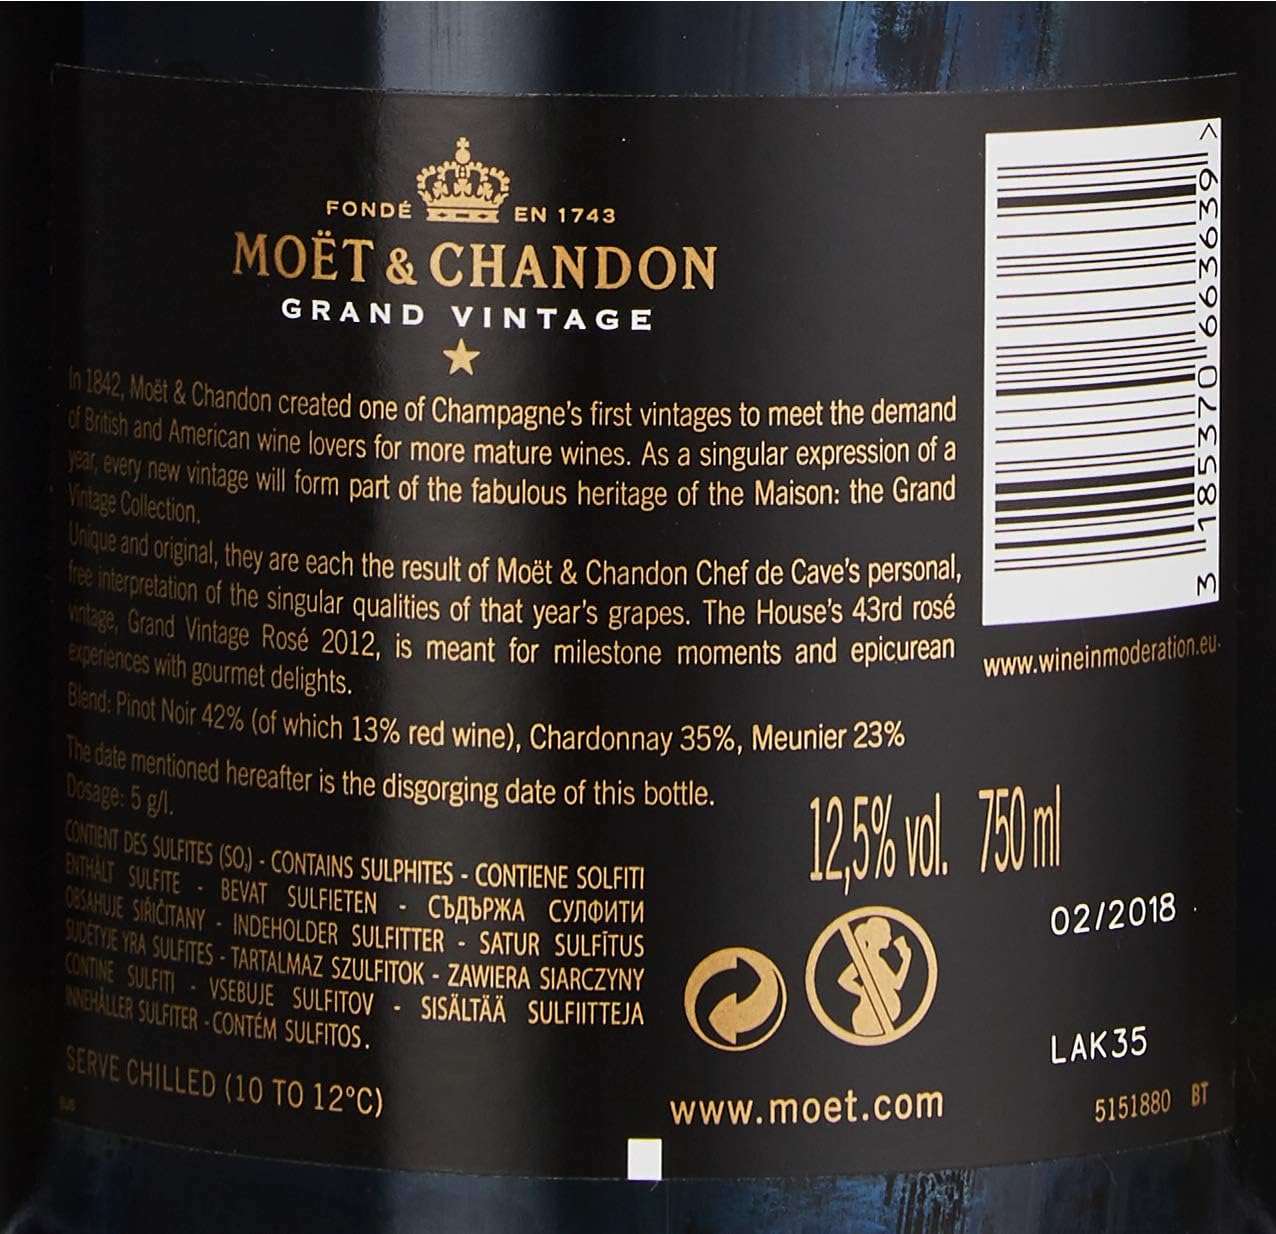 FONDÉ EN 1743
MOËT & CHANDON
GRAND VINTAGE
In 1842, Moët & Chandon created one of Champagne's first vintages to meet the demand
of British and American wine lovers for more mature wines. As a singular expression of a
year, every new vintage will form part of the fabulous heritage of the Maison: the Grand
Vintage Collection.
Unique and original, they are each the result of Moët & Chandon Chef de Cave's personal,
free interpretation of the singular qualities of that year's grapes. The House's 43rd rosé
vintage, Grand Vintage Rosé 2012, is meant for milestone moments and epicurean
experiences with gourmet delights.
Blend: Pinot Noir 42% (of which 13% red wine), Chardonnay 35%, Meunier 23%
The date mentioned hereafter is the disgorging date of this bottle.
Dosage: 5 g/l.
CONTIENT DES SULFITES (SO₂) - CONTAINS SULPHITES - CONTIENE SOLFITI
ENTHÄLT SULFITE - BEVAT SULFIETEN - СЪДЪРЖА СУЛФИТИ
OBSAHUJE SIŘIČITANY - INDEHOLDER SULFITTER - SATUR SULFĪTUS
SUDĖTYJE YRA SULFITES - TARTALMAZ SZULFITOK - ZAWIERA SIARCZYNY
CONTINE SULFITI - VSEBUJE SULFITOV - SISÄLTÄÄ SULFIITTEJA
INNEHÅLLER SULFITER - CONTÉM SULFITOS.
SERVE CHILLED (10 TO 12°C)
3 185370 663639 >
www.wineinmoderation.eu
12,5% vol. 750 ml
02/2018
LAK35
www.moet.com
5151880 BT